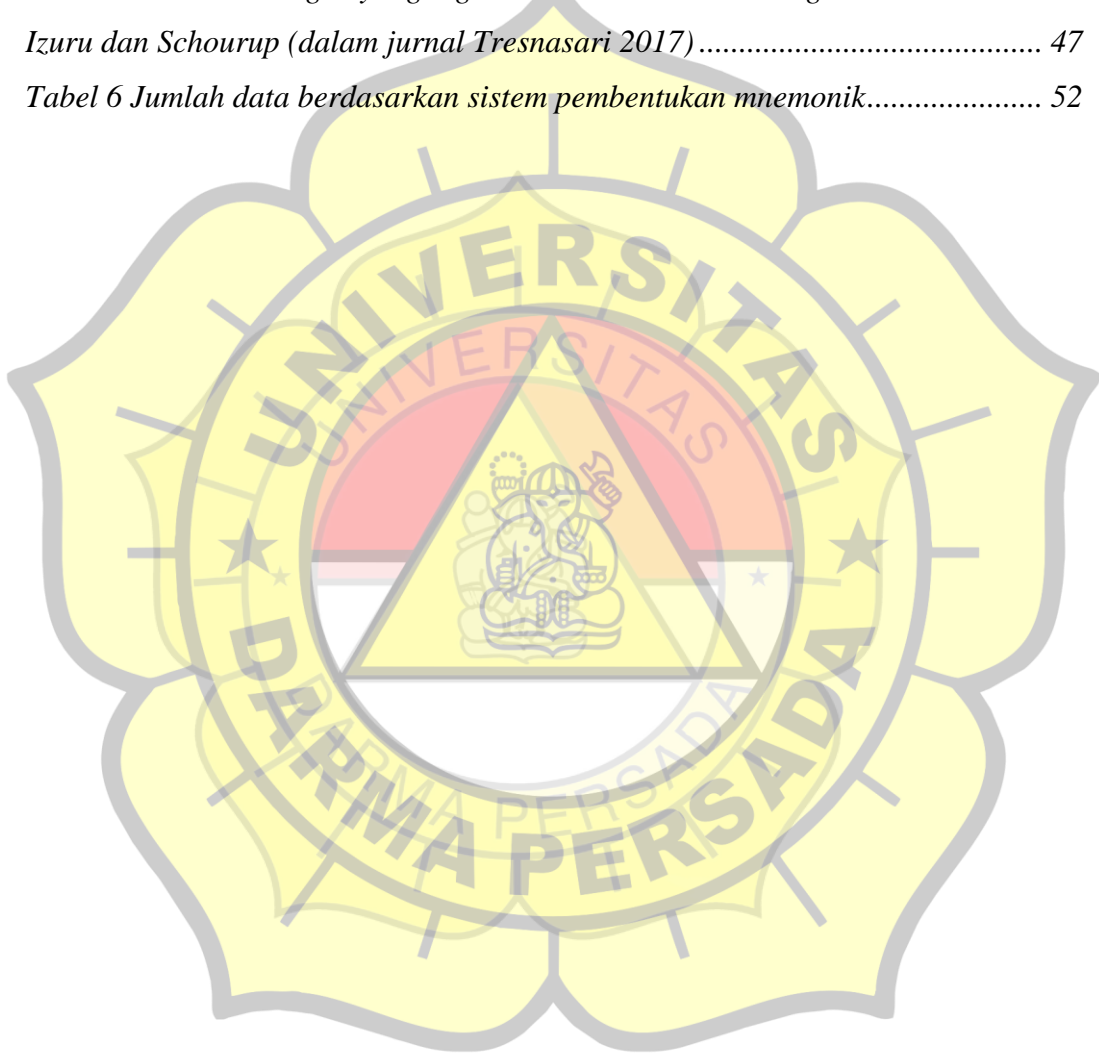 Izuru dan Schourup (dalam jurnal Tresnasari 2017) ....................................... 47
Tabel 6 Jumlah data berdasarkan sistem pembentukan mnemonik...................... 52
UNIVERSITAS
UNIVERSITAS
DARMA PERSADA
DARMA PERSADA